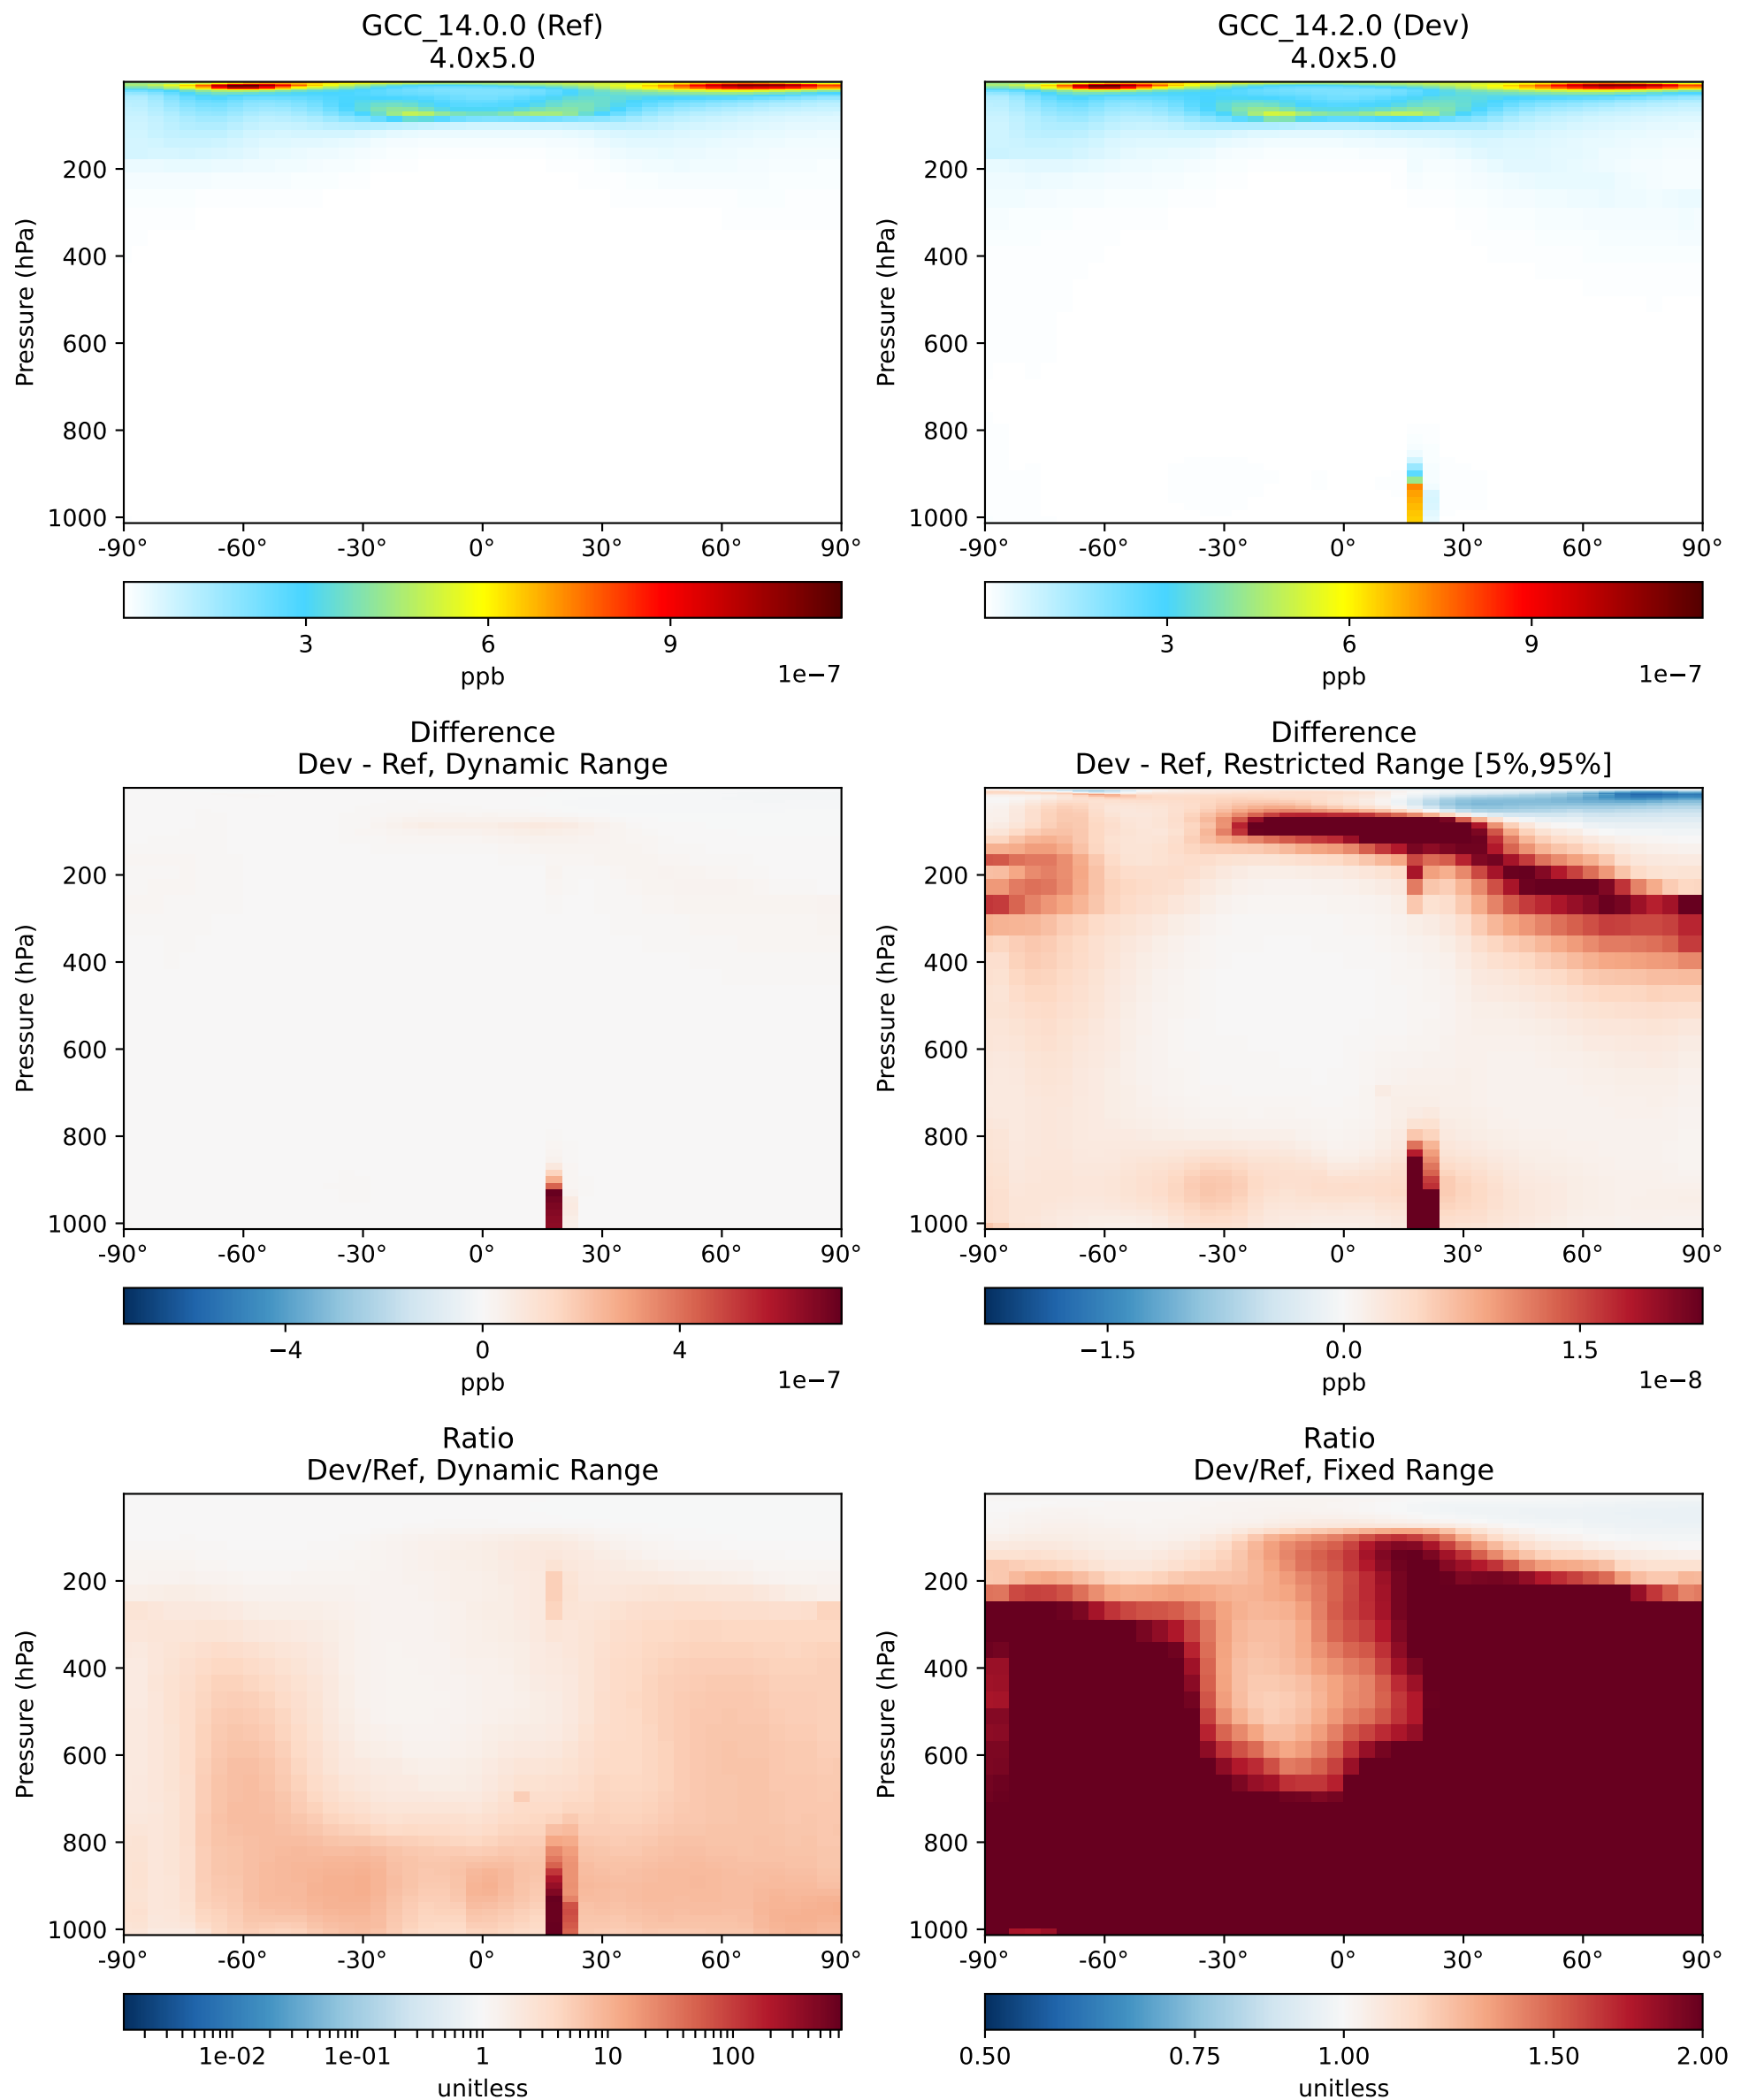 GCC_14.0.0 (Ref)
4.0x5.0
Pressure (hPa)
200
400
600
800
1000
-90° -60° -30° 0° 30° 60° 90°
3 6 9
ppb 1e−7
GCC_14.2.0 (Dev)
4.0x5.0
Pressure (hPa)
200
400
600
800
1000
-90° -60° -30° 0° 30° 60° 90°
3 6 9
ppb 1e−7
Difference
Dev - Ref, Dynamic Range
Pressure (hPa)
200
400
600
800
1000
-90° -60° -30° 0° 30° 60° 90°
−4 0 4
ppb 1e−7
Difference
Dev - Ref, Restricted Range [5%,95%]
Pressure (hPa)
200
400
600
800
1000
-90° -60° -30° 0° 30° 60° 90°
−1.5 0.0 1.5
ppb 1e−8
Ratio
Dev/Ref, Dynamic Range
Pressure (hPa)
200
400
600
800
1000
-90° -60° -30° 0° 30° 60° 90°
1e-02 1e-01 1 10 100
unitless
Ratio
Dev/Ref, Fixed Range
Pressure (hPa)
200
400
600
800
1000
-90° -60° -30° 0° 30° 60° 90°
0.50 0.75 1.00 1.50 2.00
unitless